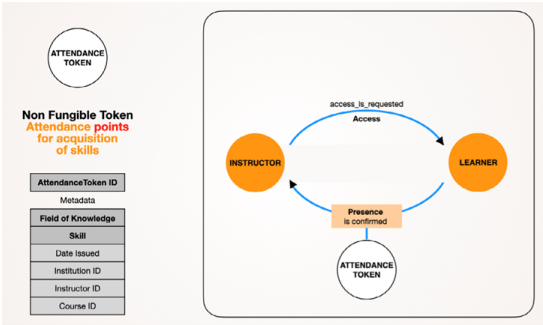 ATTENDANCE
TOKEN
Non Fungible Token
Attendance points
for acquisition
of skills
AttendanceToken ID
Metadata
Field of Knowledge
Skill
Date Issued
Institution ID
Instructor ID
Course ID
access_is_requested
Access
INSTRUCTOR
LEARNER
Presence
is confirmed
ATTENDANCE
TOKEN